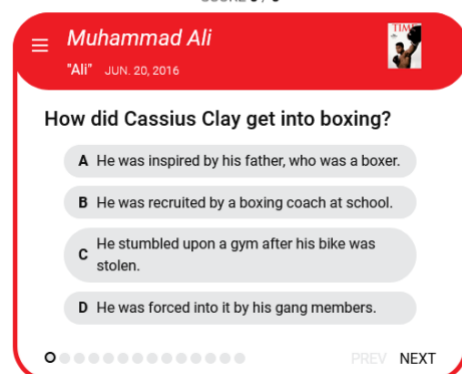 Muhammad Ali
TIME
"Ali" JUN. 20, 2016
How did Cassius Clay get into boxing?
A He was inspired by his father, who was a boxer.
B He was recruited by a boxing coach at school.
C He stumbled upon a gym after his bike was
stolen.
D He was forced into it by his gang members.
PREV NEXT